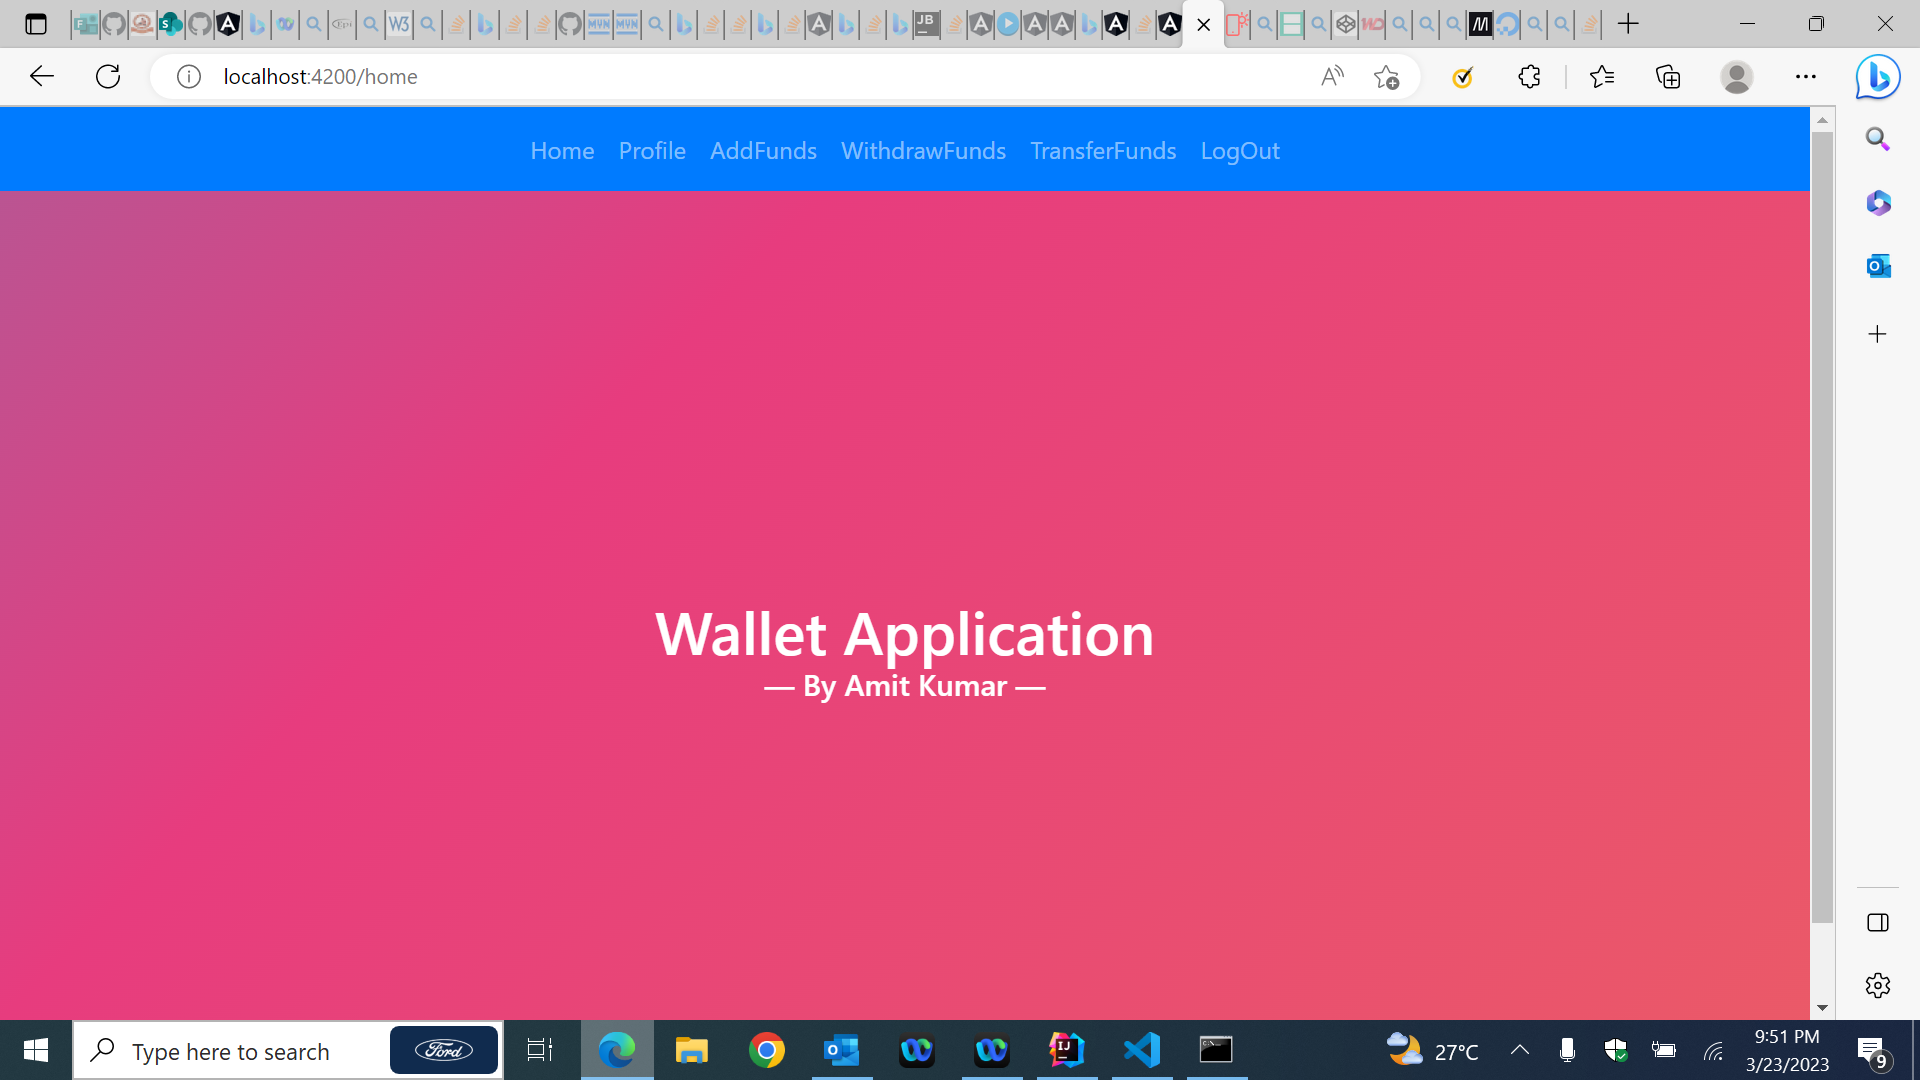 localhost:4200/home
Home Profile AddFunds WithdrawFunds TransferFunds LogOut
Wallet Application
— By Amit Kumar —
Type here to search
Ford
27°C
9:51 PM
3/23/2023
9